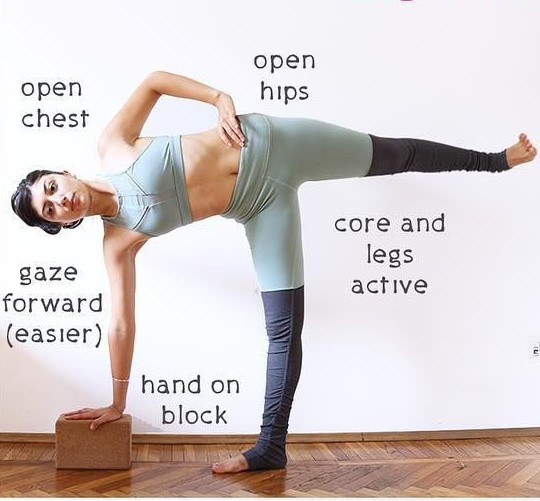 open
chest
open
hips
core and
legs
active
gaze
forward
(easier)
hand on
block